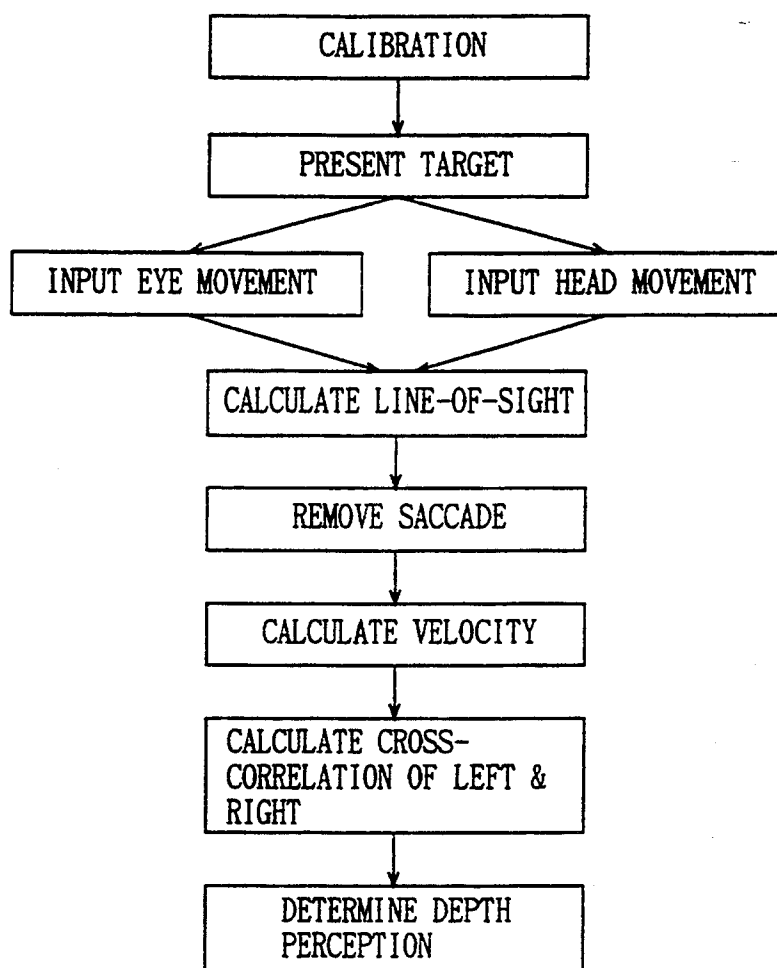 CALIBRATION
PRESENT TARGET
INPUT EYE MOVEMENT
INPUT HEAD MOVEMENT
CALCULATE LINE-OF-SIGHT
REMOVE SACCADE
CALCULATE VELOCITY
CALCULATE CROSS-
CORRELATION OF LEFT &
RIGHT
DETERMINE DEPTH
PERCEPTION